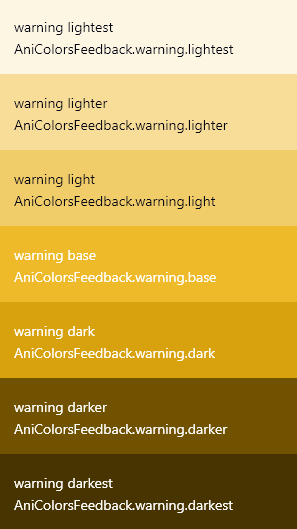 warning lightest
AniColorsFeedback.warning.lightest
warning lighter
AniColorsFeedback.warning.lighter
warning light
AniColorsFeedback.warning.light
warning base
AniColorsFeedback.warning.base
warning dark
AniColorsFeedback.warning.dark
warning darker
AniColorsFeedback.warning.darker
warning darkest
AniColorsFeedback.warning.darkest